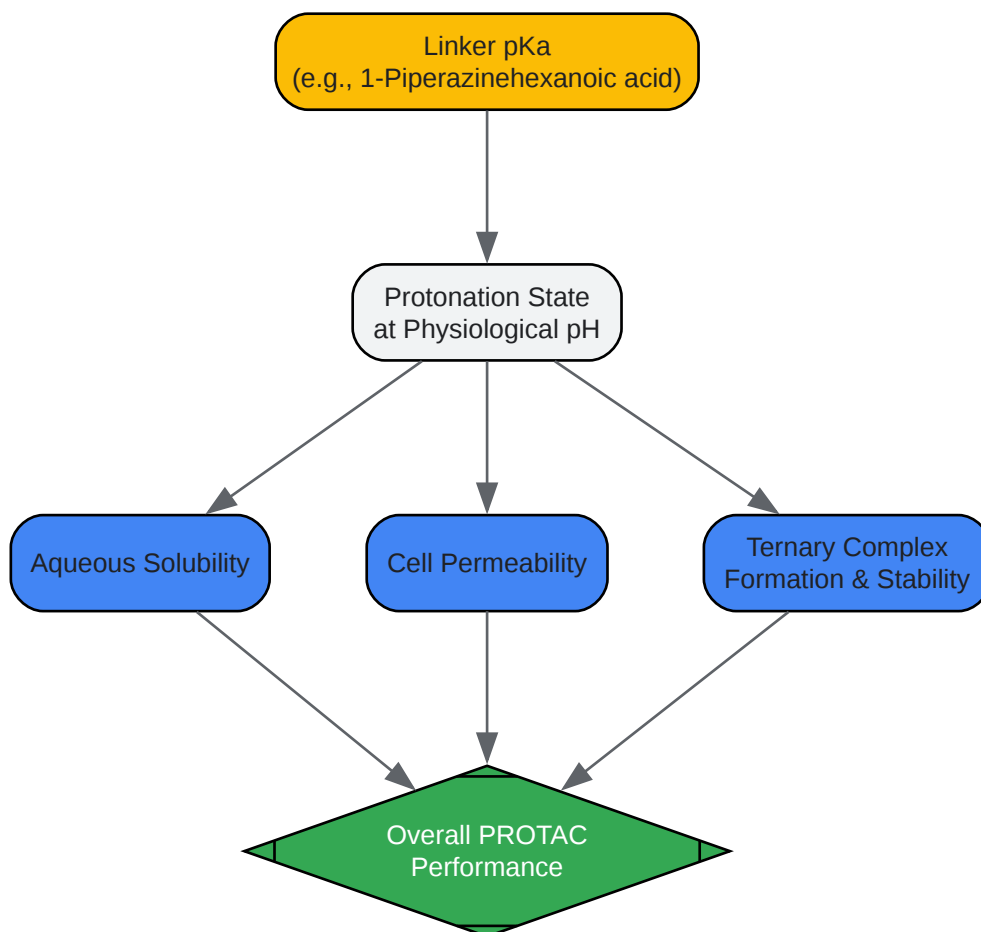 Linker pKa
(e.g., 1-Piperazinehexanoic acid)
Protonation State
at Physiological pH
Aqueous Solubility
Cell Permeability
Ternary Complex
Formation & Stability
Overall PROTAC
Performance